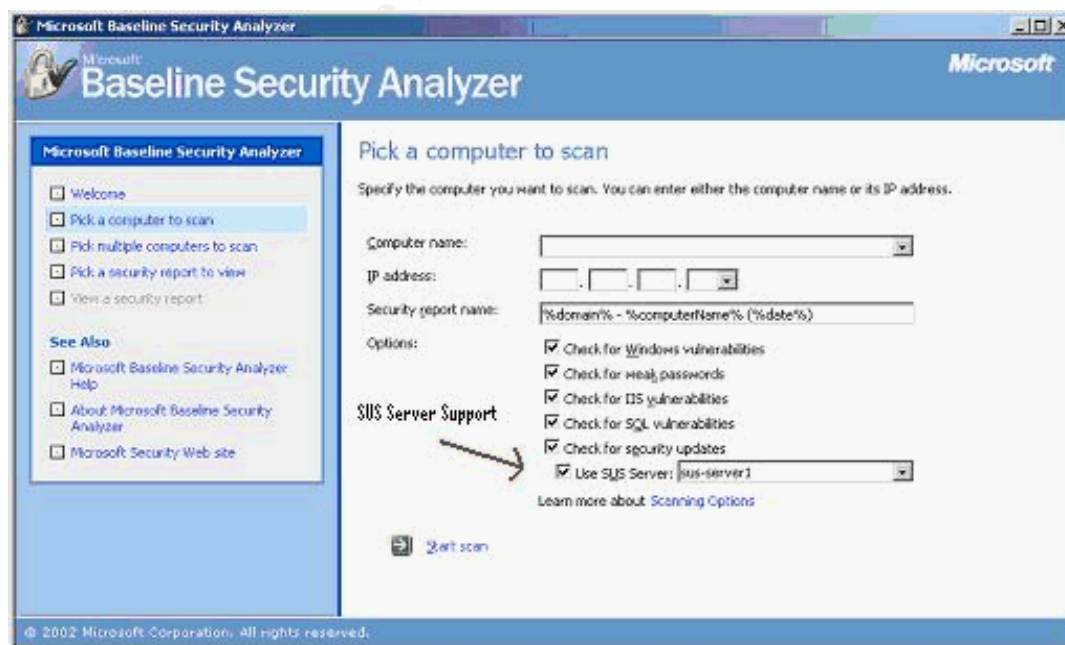 Microsoft Baseline Security Analyzer
Microsoft
Baseline Security Analyzer
Microsoft
Microsoft Baseline Security Analyzer
Welcome
Pick a computer to scan
Pick multiple computers to scan
Pick a security report to view
View a security report
See Also
Microsoft Baseline Security Analyzer
Help
About Microsoft Baseline Security
Analyzer
Microsoft Security Web site
Pick a computer to scan
Specify the computer you want to scan. You can enter either the computer name or its IP address.
Computer name:
IP address:
. . .
Security report name:
%domain% - %computerName% (%date%)
Options:
Check for Windows vulnerabilities
Check for weak passwords
Check for IIS vulnerabilities
Check for SQL vulnerabilities
Check for security updates
SUS Server Support
Use SUS Server: sus-server1
Learn more about Scanning Options
Start scan
© 2002 Microsoft Corporation. All rights reserved.